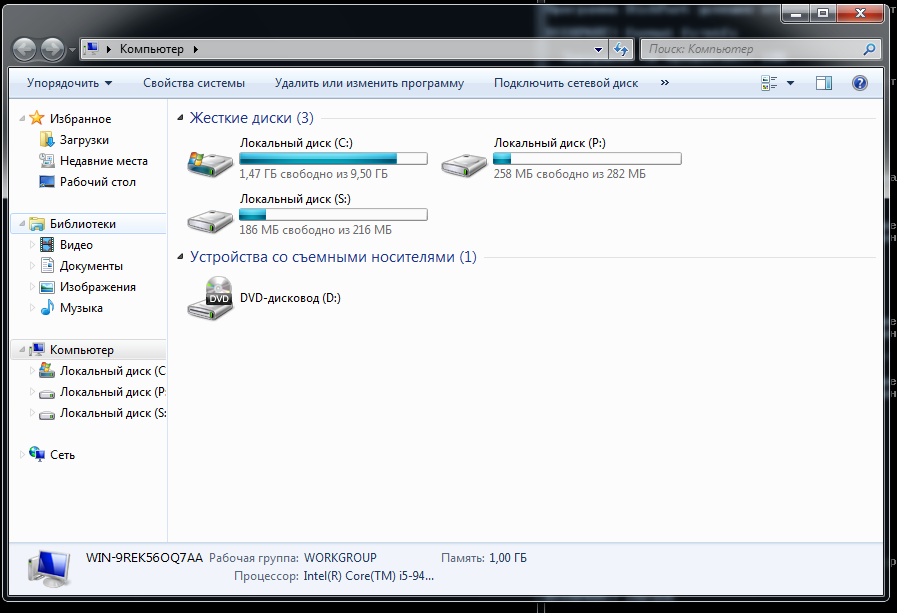 Компьютер
Поиск: Компьютер
Упорядочить
Свойства системы
Удалить или изменить программу
Подключить сетевой диск
»
Избранное
Загрузки
Недавние места
Рабочий стол
Библиотеки
Видео
Документы
Изображения
Музыка
Компьютер
Локальный диск (C
Локальный диск (P:
Локальный диск (S:
Сеть
Жесткие диски (3)
Локальный диск (C:)
1,47 ГБ свободно из 9,50 ГБ
Локальный диск (P:)
258 МБ свободно из 282 МБ
Локальный диск (S:)
186 МБ свободно из 216 МБ
Устройства со съемными носителями (1)
DVD
DVD-дисковод (D:)
WIN-9REK56OQ7AA Рабочая группа: WORKGROUP Память: 1,00 ГБ
Процессор: Intel(R) Core(TM) i5-94...